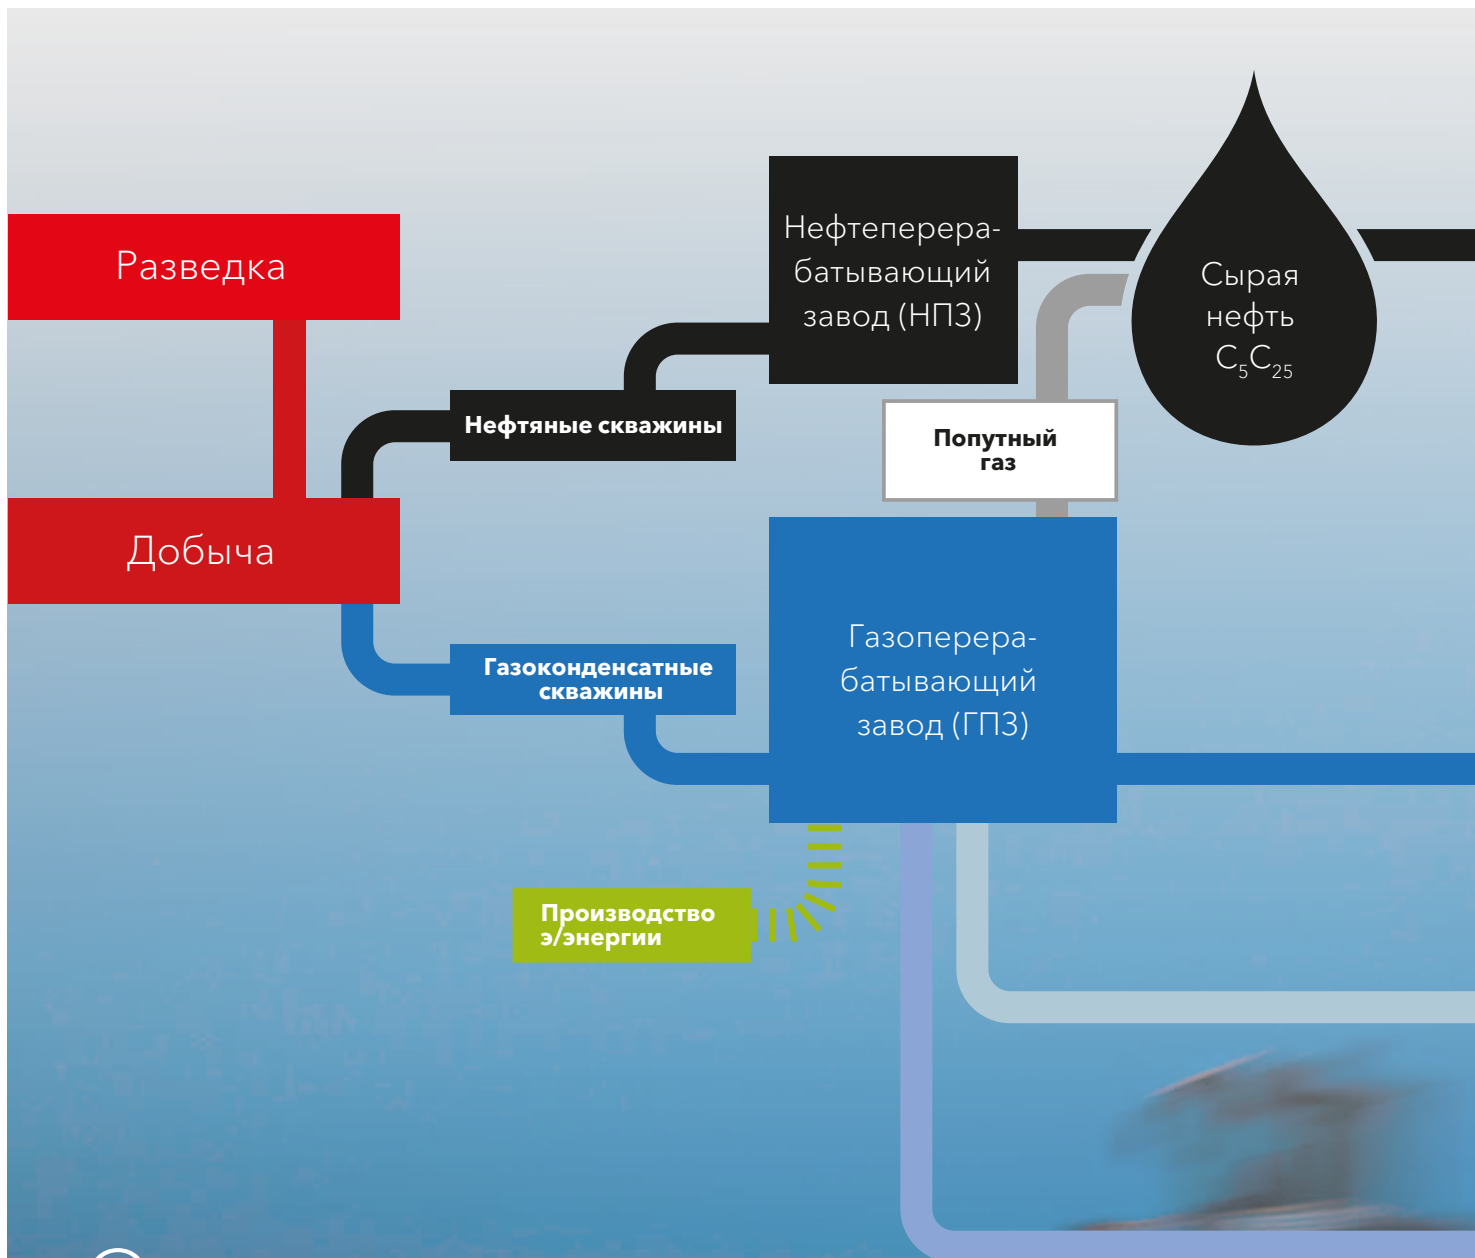 Разведка
Добыча
Нефтяные скважины
Газоконденсатные
скважины
Нефтеперера-
батывающий
завод (НПЗ)
Сырая
нефть
C₅C₂₅
Попутный
газ
Газоперера-
батывающий
завод (ГПЗ)
Производство
э/энергии